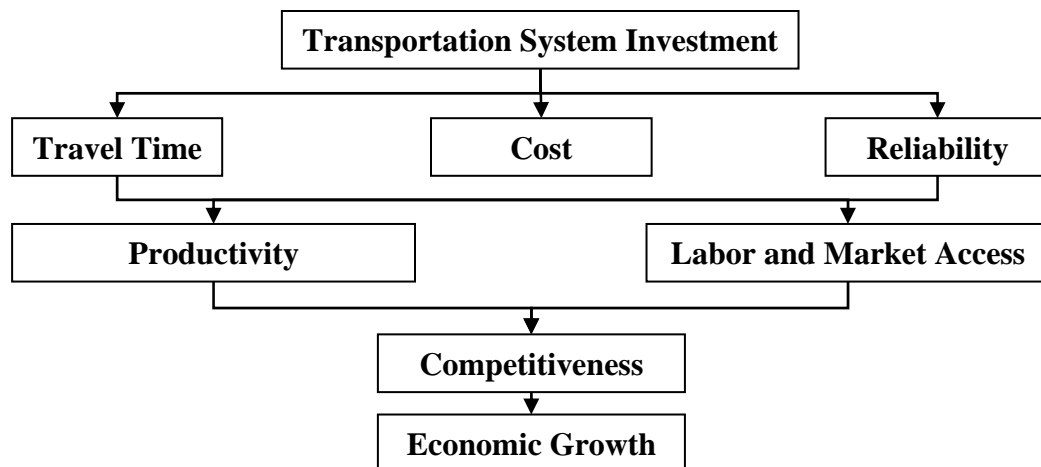 Transportation System Investment
Travel Time
Cost
Reliability
Productivity
Labor and Market Access
Competitiveness
Economic Growth